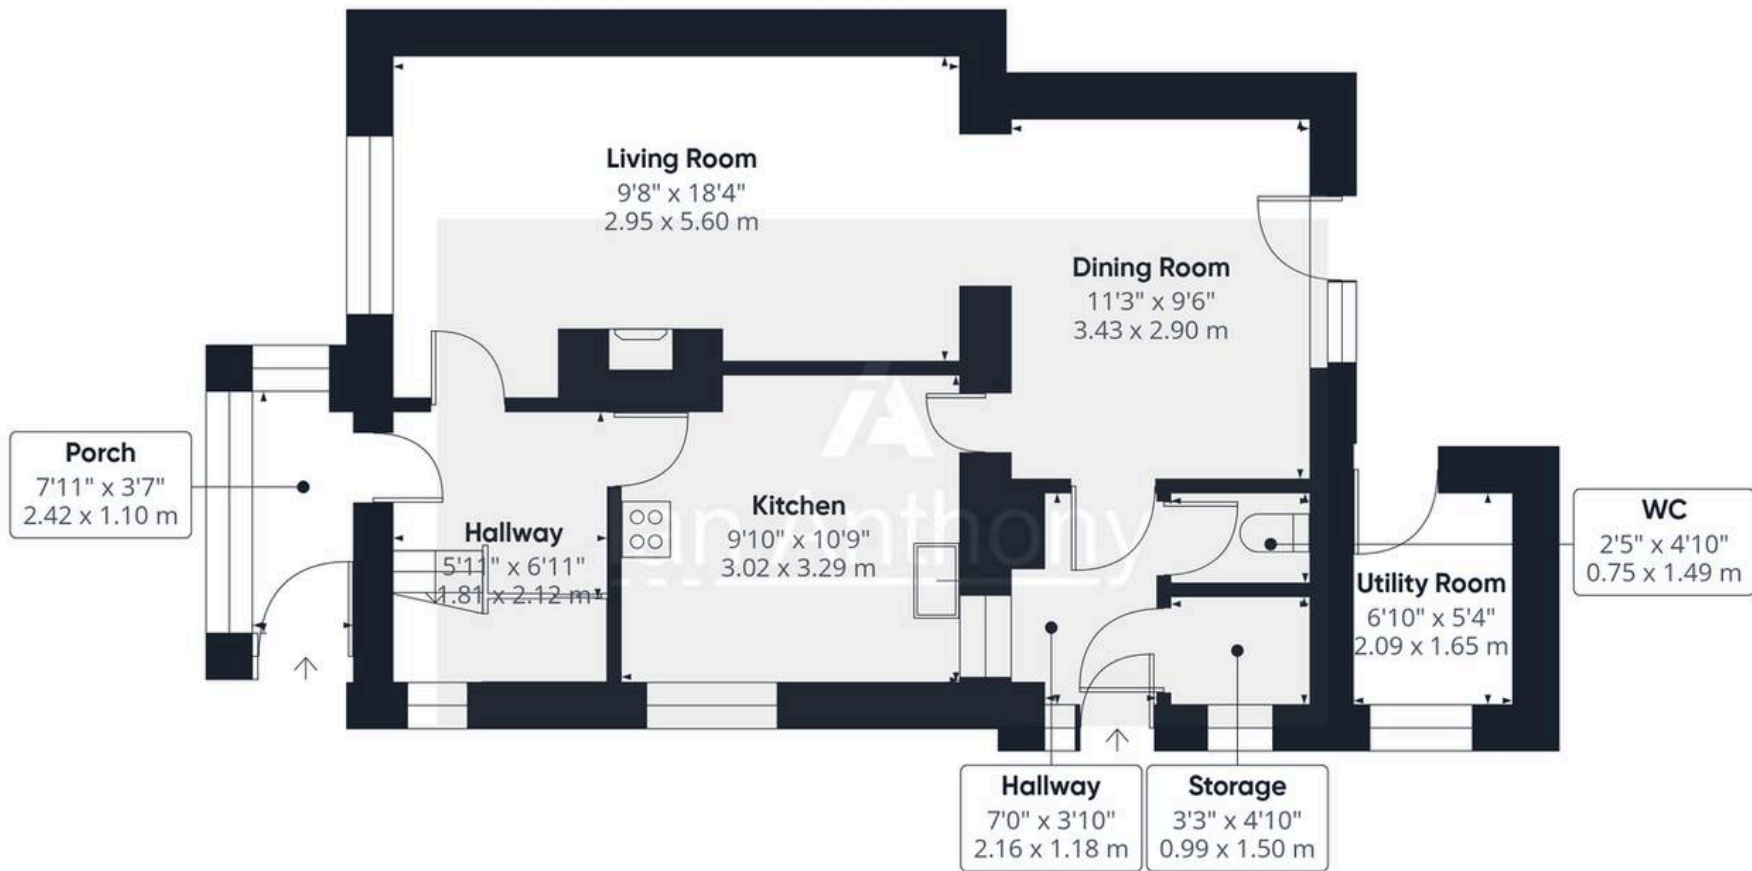 Living Room
9'8" x 18'4"
2.95 x 5.60 m
Dining Room
11'3" x 9'6"
3.43 x 2.90 m
Porch
7'11" x 3'7"
2.42 x 1.10 m
Hallway
5'11" x 6'11"
1.81 x 2.12 m
Kitchen
9'10" x 10'9"
3.02 x 3.29 m
an Anthony
WC
2'5" x 4'10"
0.75 x 1.49 m
Utility Room
6'10" x 5'4"
2.09 x 1.65 m
Hallway
7'0" x 3'10"
2.16 x 1.18 m
Storage
3'3" x 4'10"
0.99 x 1.50 m